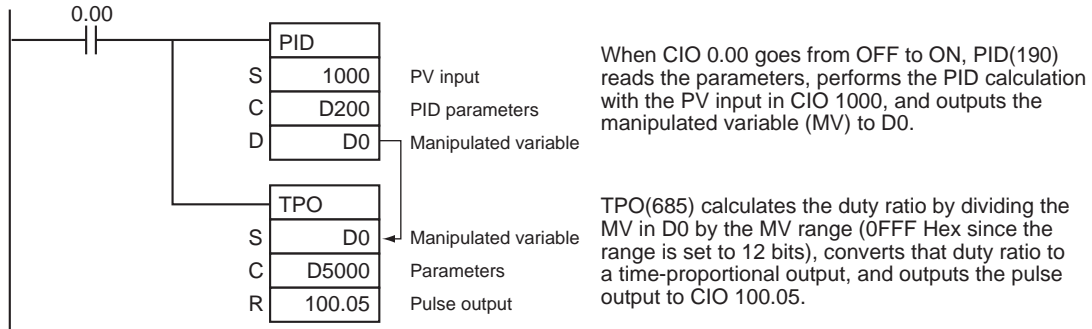 0.00
PID
S 1000 PV input
C D200 PID parameters
D D0 Manipulated variable
When CIO 0.00 goes from OFF to ON, PID(190)
reads the parameters, performs the PID calculation
with the PV input in CIO 1000, and outputs the
manipulated variable (MV) to D0.
TPO
S D0 Manipulated variable
C D5000 Parameters
R 100.05 Pulse output
TPO(685) calculates the duty ratio by dividing the
MV in D0 by the MV range (0FFF Hex since the
range is set to 12 bits), converts that duty ratio to
a time-proportional output, and outputs the pulse
output to CIO 100.05.